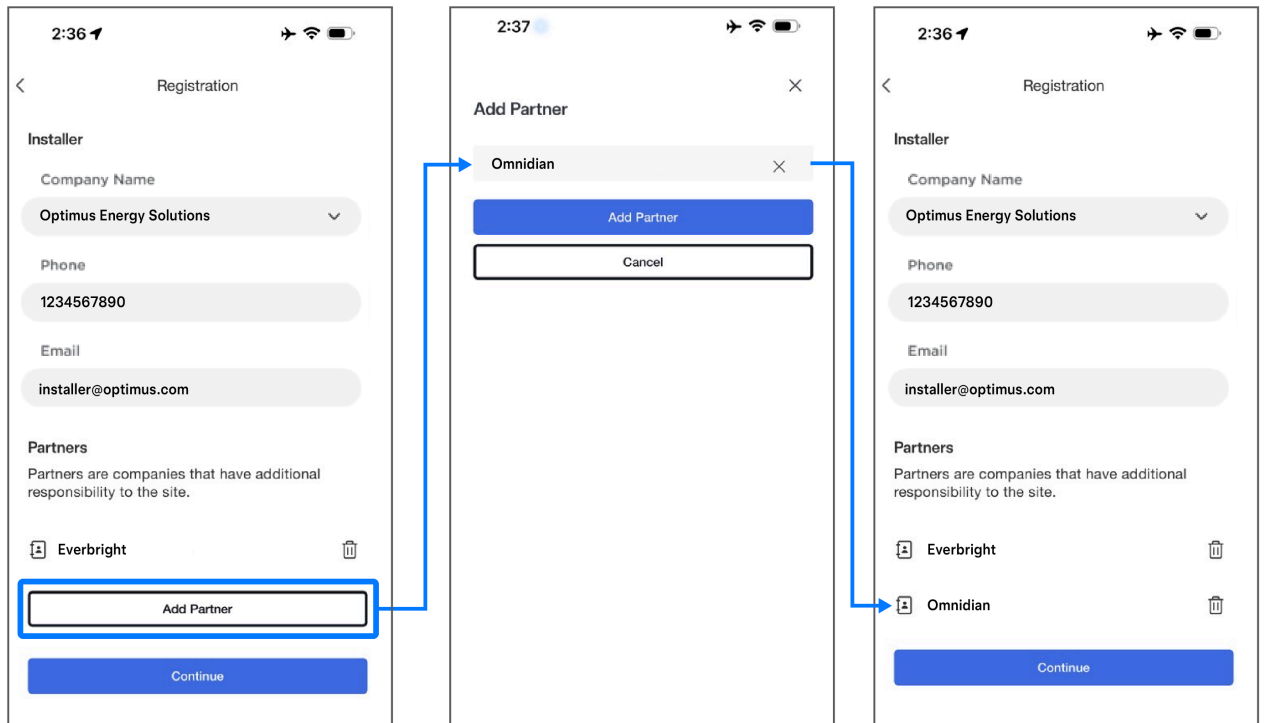 2:36
Registration
Installer
Company Name
Optimus Energy Solutions
Phone
1234567890
Email
installer@optimus.com
Partners
Partners are companies that have additional
responsibility to the site.
Everbright
Add Partner
Continue
2:37
Add Partner
Omnidian
Add Partner
Cancel
2:36
Registration
Installer
Company Name
Optimus Energy Solutions
Phone
1234567890
Email
installer@optimus.com
Partners
Partners are companies that have additional
responsibility to the site.
Everbright
Omnidian
Continue